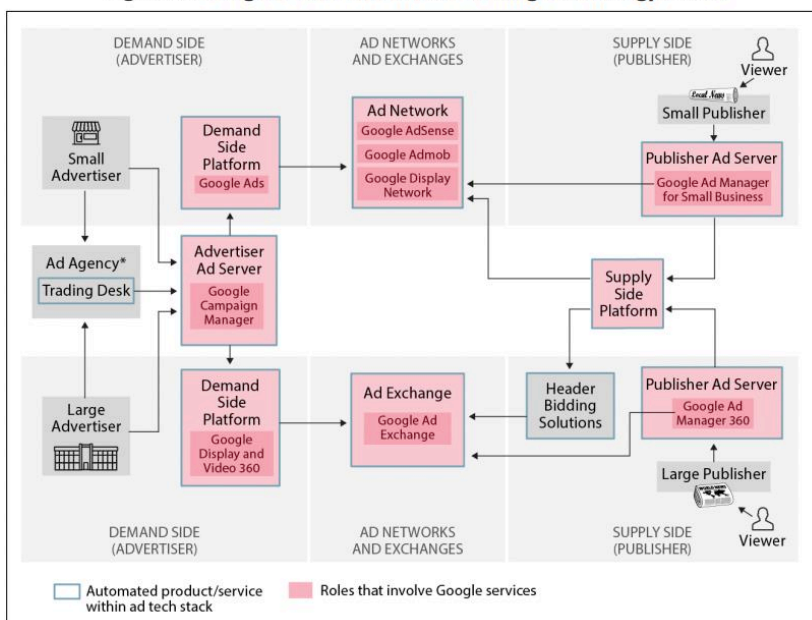 DEMAND SIDE
(ADVERTISER)
AD NETWORKS
AND EXCHANGES
SUPPLY SIDE
(PUBLISHER)
Viewer
Local News
Small Publisher
Small
Advertiser
Demand
Side
Platform
Google Ads
Ad Network
Google AdSense
Google Admob
Google Display
Network
Publisher Ad Server
Google Ad Manager
for Small Business
Ad Agency*
Trading Desk
Advertiser
Ad Server
Google
Campaign
Manager
Supply
Side
Platform
Large
Advertiser
Demand
Side
Platform
Google
Display and
Video 360
Ad Exchange
Google Ad
Exchange
Header
Bidding
Solutions
Publisher Ad Server
Google Ad
Manager 360
Large Publisher
WORLD NEWS
Viewer
DEMAND SIDE
(ADVERTISER)
AD NETWORKS
AND EXCHANGES
SUPPLY SIDE
(PUBLISHER)
Automated product/service
within ad tech stack
Roles that involve Google services